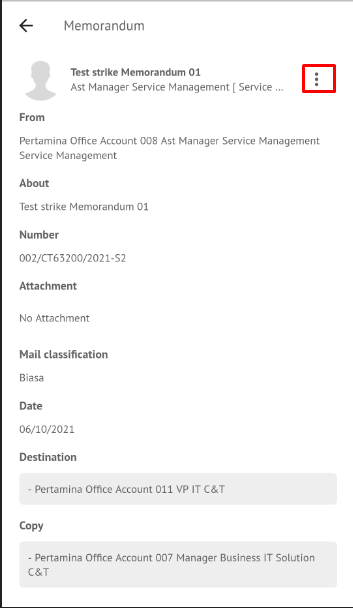 Memorandum
Test strike Memorandum 01
Ast Manager Service Management [ Service ...
From
Pertamina Office Account 008 Ast Manager Service Management
Service Management
About
Test strike Memorandum 01
Number
002/CT63200/2021-S2
Attachment
No Attachment
Mail classification
Biasa
Date
06/10/2021
Destination
- Pertamina Office Account 011 VP IT C&T
Copy
- Pertamina Office Account 007 Manager Business IT Solution
C&T